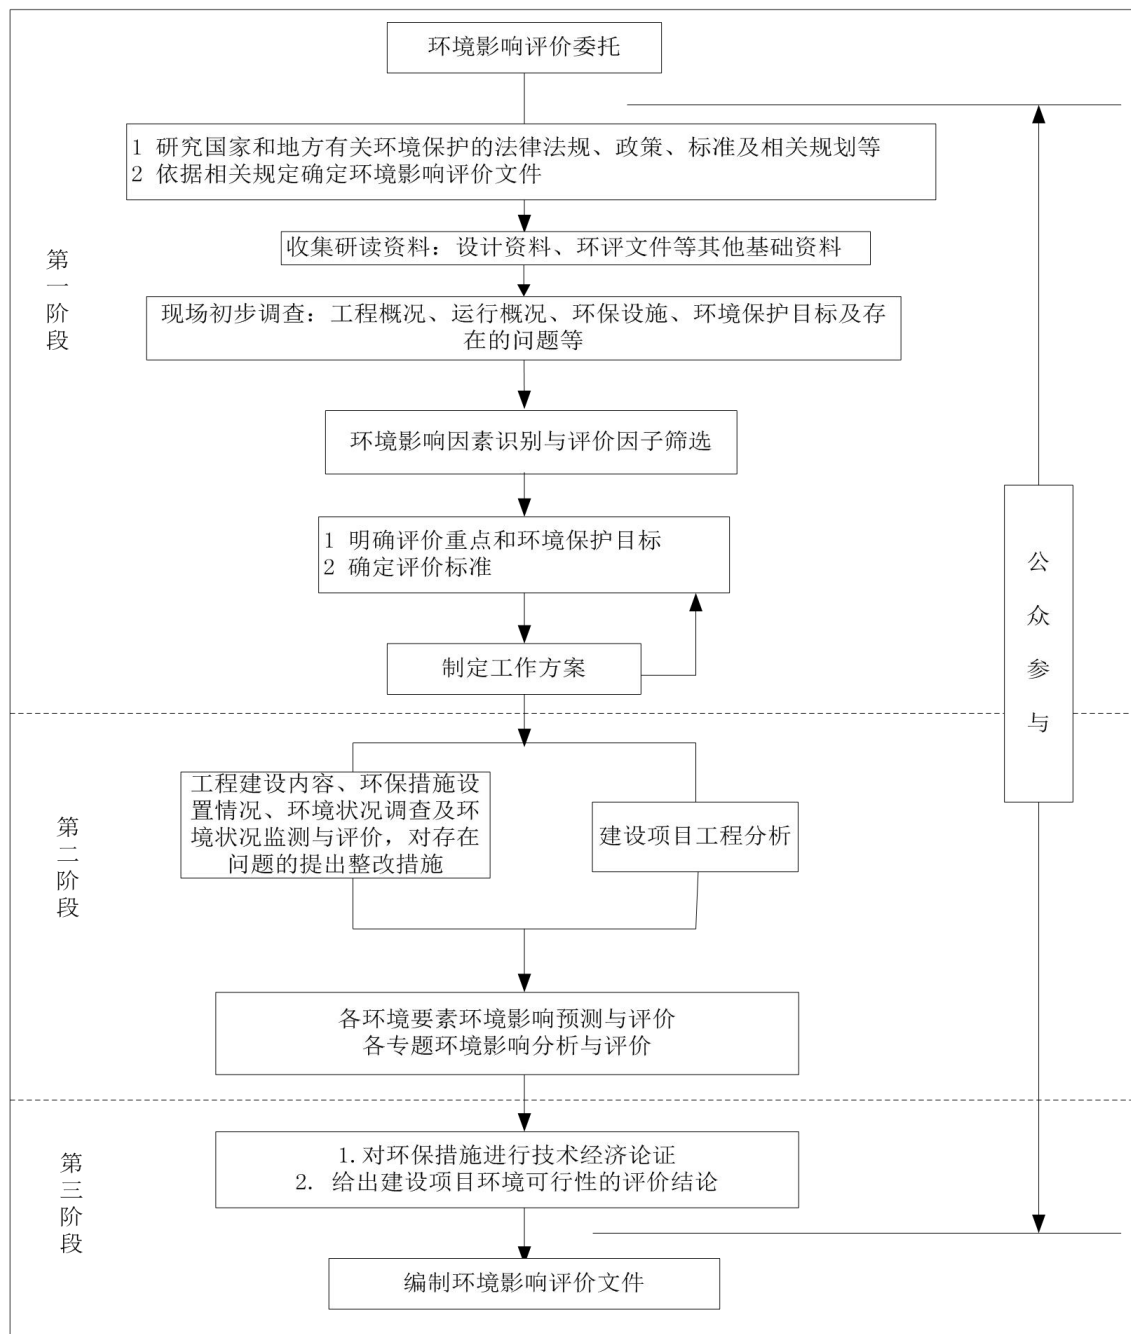 环境影响评价委托
1 研究国家和地方有关环境保护的法律法规、政策、标准及相关规划等
2 依据相关规定确定环境影响评价文件
收集研读资料：设计资料、环评文件等其他基础资料
第一阶段
现场初步调查：工程概况、运行概况、环保设施、环境保护目标及存
在的问题等
环境影响因素识别与评价因子筛选
1 明确评价重点和环境保护目标
2 确定评价标准
公众参与
制定工作方案
工程建设内容、环保措施设
置情况、环境状况调查及环
境状况监测与评价，对存在
问题的提出整改措施
建设项目工程分析
第二阶段
各环境要素环境影响预测与评价
各专题环境影响分析与评价
第三阶段
1.对环保措施进行技术经济论证
2. 给出建设项目环境可行性的评价结论
编制环境影响评价文件